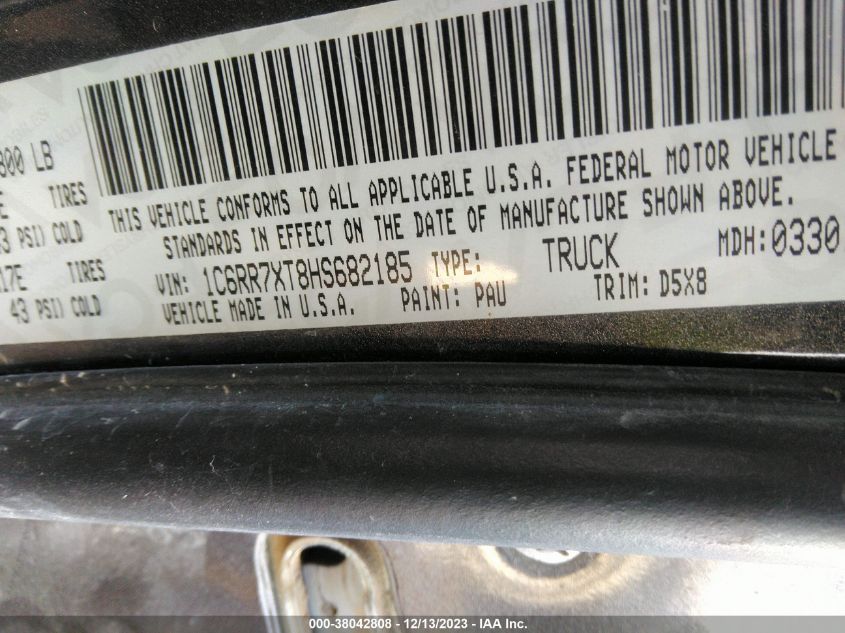 800 LB
TIRES
3 PSI) COLD
17E TIRES
43 PSI) COLD
THIS VEHICLE CONFORMS TO ALL APPLICABLE U.S.A. FEDERAL MOTOR VEHICLE
STANDARDS IN EFFECT ON THE DATE OF MANUFACTURE SHOWN ABOVE.
VIN: 1C6RR7XT8HS682185 TYPE: TRUCK MDH:0330
VEHICLE MADE IN U.S.A. PAINT: PAU TRIM: D5X8
000-38042808 - 12/13/2023 - IAA Inc.